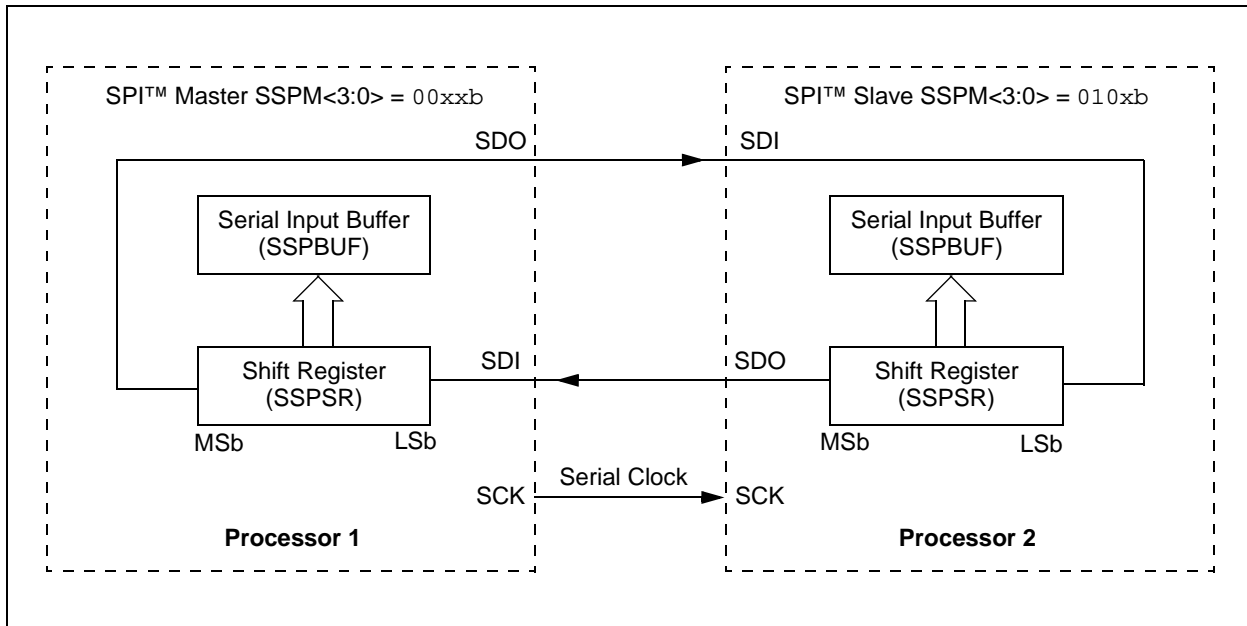 SPI™ Master SSPM<3:0> = 00xxb
SDO
Serial Input Buffer
(SSPBUF)
Shift Register
(SSPSR)
MSb
LSb
SDI
SCK
Processor 1
Serial Clock
SPI™ Slave SSPM<3:0> = 010xb
SDI
Serial Input Buffer
(SSPBUF)
SDO
Shift Register
(SSPSR)
MSb
LSb
SCK
Processor 2